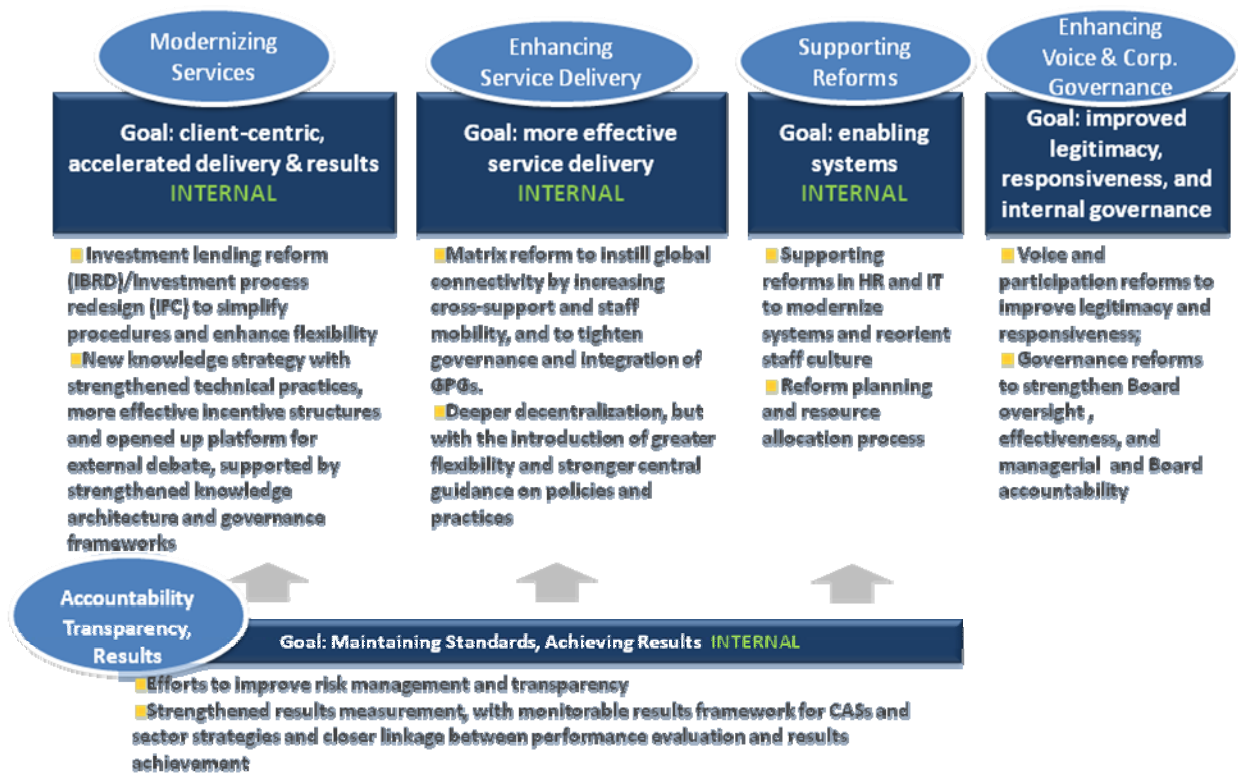 Modernizing
Services
Goal: client-centric,
accelerated delivery & results
INTERNAL
Investment lending reform
(IBRD)/Investment process
redesign (IFC) to simplify
procedures and enhance flexibility
New knowledge strategy with
strengthened technical practices,
more effective incentive structures
and opened up platform for
external debate, supported by
strengthened knowledge
architecture and governance
frameworks
Enhancing
Service Delivery
Goal: more effective
service delivery
INTERNAL
Matrix reform to instill global
connectivity by increasing
cross-support and staff
mobility, and to tighten
governance and integration of
GPGs.
Deeper decentralization, but
with the introduction of greater
flexibility and stronger central
guidance on policies and
practices
Supporting
Reforms
Goal: enabling
systems
INTERNAL
Supporting
reforms in HR and IT
to modernize
systems and reorient
staff culture
Reform planning
and resource
allocation process
Enhancing
Voice & Corp.
Governance
Goal: improved
legitimacy,
responsiveness, and
internal governance
Voice and
participation reforms to
improve legitimacy and
responsiveness;
Governance reforms
to strengthen Board
oversight ,
effectiveness, and
managerial and Board
accountability
Accountability
Transparency,
Results
Goal: Maintaining Standards, Achieving Results INTERNAL
Efforts to improve risk management and transparency
Strengthened results measurement, with monitorable results framework for CASs and
sector strategies and closer linkage between performance evaluation and results
achievement